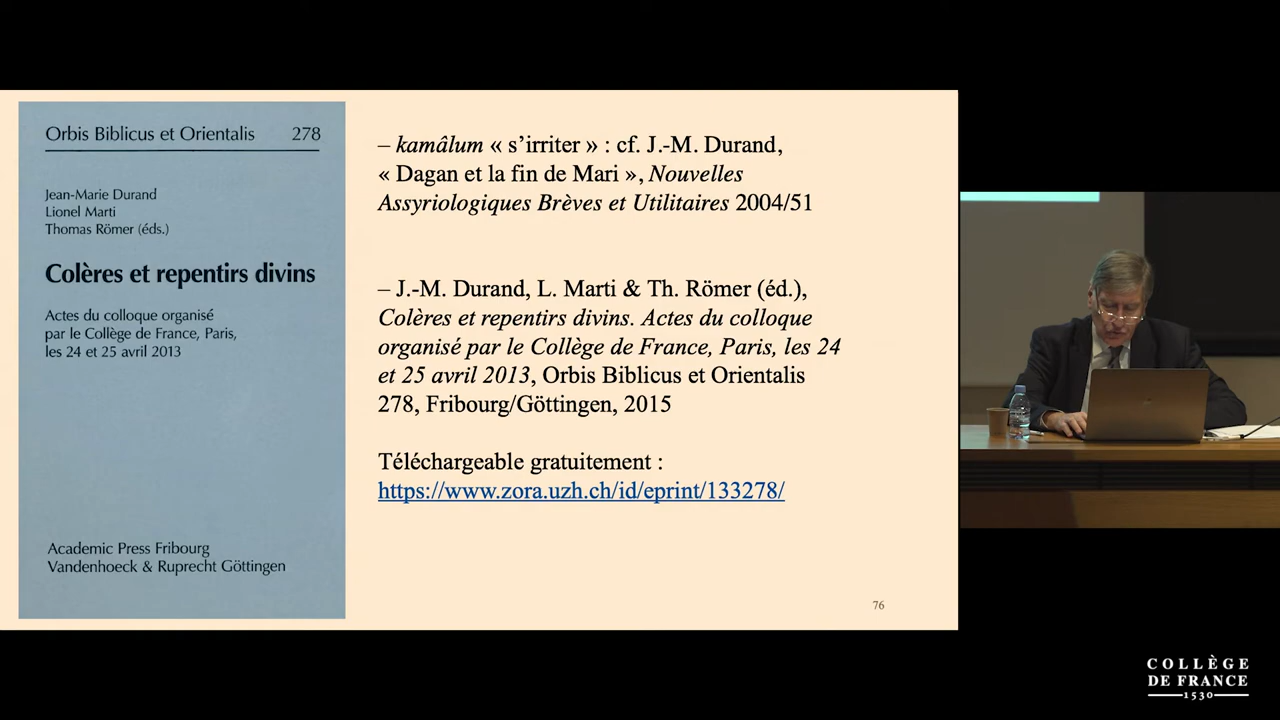 Orbis Biblicus et Orientalis 278
Jean-Marie Durand
Lionel Marti
Thomas Römer (éds.)
Colères et repentirs divins
Actes du colloque organisé
par le Collège de France, Paris,
les 24 et 25 avril 2013
Academic Press Fribourg
Vandenhoeck & Ruprecht Göttingen
– kamâlum « s’irriter » : cf. J.-M. Durand,
« Dagan et la fin de Mari », Nouvelles
Assyriologiques Brèves et Utilitaires 2004/51
– J.-M. Durand, L. Marti & Th. Römer (éd.),
Colères et repentirs divins. Actes du colloque
organisé par le Collège de France, Paris, les 24
et 25 avril 2013, Orbis Biblicus et Orientalis
278, Fribourg/Göttingen, 2015
Téléchargeable gratuitement :
https://www.zora.uzh.ch/id/eprint/133278/
76
COLLÈGE
DE FRANCE
1530